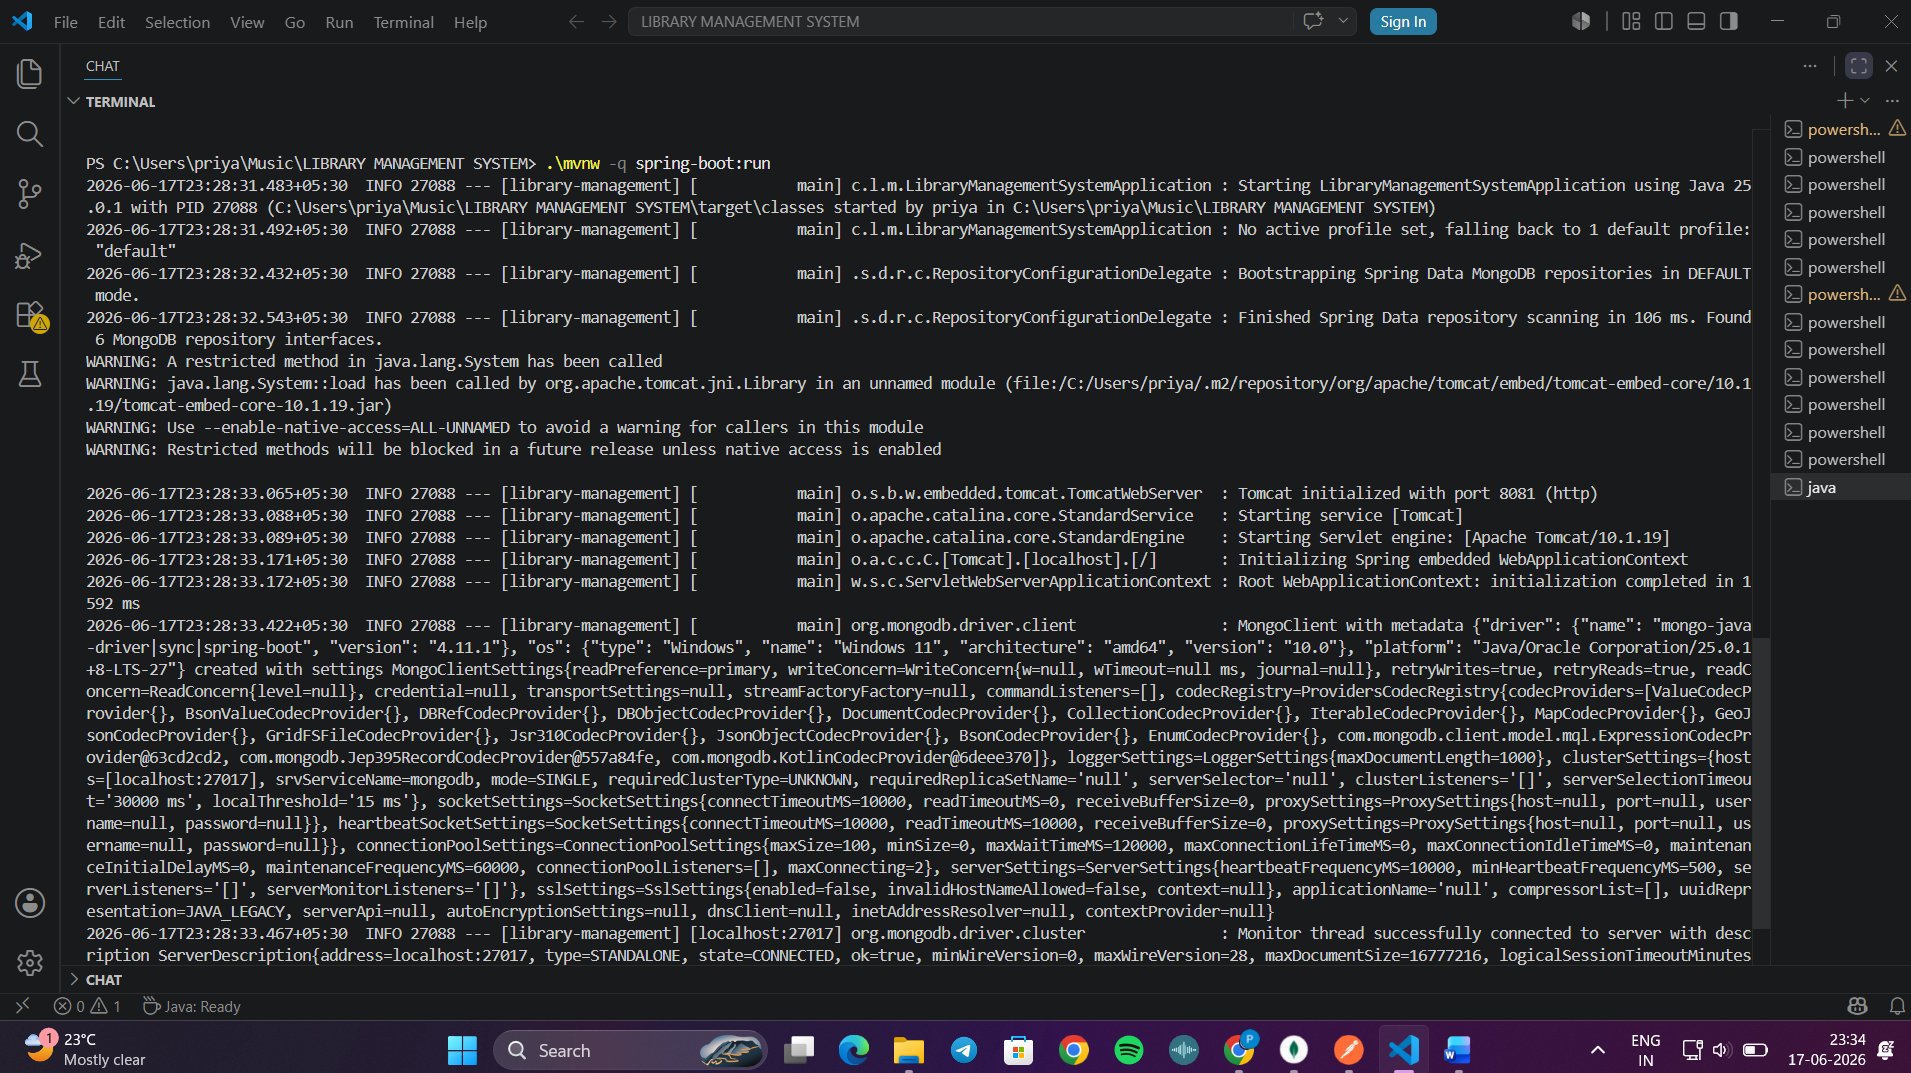 File Edit Selection View Go Run Terminal Help
LIBRARY MANAGEMENT SYSTEM
Sign In
CHAT
TERMINAL
PS C:\Users\priya\Music\LIBRARY MANAGEMENT SYSTEM> .\mvnw -q spring-boot:run
2026-06-17T23:28:31.483+05:30  INFO 27088 --- [library-management] [           main] c.l.m.LibraryManagementSystemApplication : Starting LibraryManagementSystemApplication using Java 25
.0.1 with PID 27088 (C:\Users\priya\Music\LIBRARY MANAGEMENT SYSTEM\target\classes started by priya in C:\Users\priya\Music\LIBRARY MANAGEMENT SYSTEM)
2026-06-17T23:28:31.492+05:30  INFO 27088 --- [library-management] [           main] c.l.m.LibraryManagementSystemApplication : No active profile set, falling back to 1 default profile:
"default"
2026-06-17T23:28:32.432+05:30  INFO 27088 --- [library-management] [           main] .s.d.r.c.RepositoryConfigurationDelegate : Bootstrapping Spring Data MongoDB repositories in DEFAULT
mode.
2026-06-17T23:28:32.543+05:30  INFO 27088 --- [library-management] [           main] .s.d.r.c.RepositoryConfigurationDelegate : Finished Spring Data repository scanning in 106 ms. Found
6 MongoDB repository interfaces.
WARNING: A restricted method in java.lang.System has been called
WARNING: java.lang.System::load has been called by org.apache.tomcat.jni.Library in an unnamed module (file:/C:/Users/priya/.m2/repository/org/apache/tomcat/embed/tomcat-embed-core/10.1
.19/tomcat-embed-core-10.1.19.jar)
WARNING: Use --enable-native-access=ALL-UNNAMED to avoid a warning for callers in this module
WARNING: Restricted methods will be blocked in a future release unless native access is enabled
2026-06-17T23:28:33.065+05:30  INFO 27088 --- [library-management] [           main] o.s.b.w.embedded.tomcat.TomcatWebServer  : Tomcat initialized with port 8081 (http)
2026-06-17T23:28:33.088+05:30  INFO 27088 --- [library-management] [           main] o.apache.catalina.core.StandardService   : Starting service [Tomcat]
2026-06-17T23:28:33.089+05:30  INFO 27088 --- [library-management] [           main] o.apache.catalina.core.StandardEngine    : Starting Servlet engine: [Apache Tomcat/10.1.19]
2026-06-17T23:28:33.171+05:30  INFO 27088 --- [library-management] [           main] o.a.c.c.C.[Tomcat].[localhost].[/]       : Initializing Spring embedded WebApplicationContext
2026-06-17T23:28:33.172+05:30  INFO 27088 --- [library-management] [           main] w.s.c.ServletWebServerApplicationContext : Root WebApplicationContext: initialization completed in 1
592 ms
2026-06-17T23:28:33.422+05:30  INFO 27088 --- [library-management] [           main] org.mongodb.driver.client                : MongoClient with metadata {"driver": {"name": "mongo-java
-driver|sync|spring-boot", "version": "4.11.1"}, "os": {"type": "Windows", "name": "Windows 11", "architecture": "amd64", "version": "10.0"}, "platform": "Java/Oracle Corporation/25.0.1
+8-LTS-27"} created with settings MongoClientSettings{readPreference=primary, writeConcern=WriteConcern{w=null, wTimeout=null ms, journal=null}, retryWrites=true, retryReads=true, readC
oncern=ReadConcern{level=null}, credential=null, transportSettings=null, streamFactoryFactory=null, commandListeners=[], codecRegistry=ProvidersCodecRegistry{codecProviders=[ValueCodecP
rovider{}, BsonValueCodecProvider{}, DBRefCodecProvider{}, DBObjectCodecProvider{}, DocumentCodecProvider{}, CollectionCodecProvider{}, IterableCodecProvider{}, MapCodecProvider{}, GeoJ
sonCodecProvider{}, GridFSFileCodecProvider{}, Jsr310CodecProvider{}, JsonObjectCodecProvider{}, BsonCodecProvider{}, EnumCodecProvider{}, com.mongodb.client.model.mql.ExpressionCodecPr
ovider@63cd2cd2, com.mongodb.Jep395RecordCodecProvider@557a84fe, com.mongodb.KotlinCodecProvider@6deee370]}, loggerSettings=LoggerSettings{maxDocumentLength=1000}, clusterSettings={host
s=[localhost:27017], srvServiceName=mongodb, mode=SINGLE, requiredClusterType=UNKNOWN, requiredReplicaSetName='null', serverSelector='null', clusterListeners='[]', serverSelectionTimeou
t='30000 ms', localThreshold='15 ms'}, socketSettings=SocketSettings{connectTimeoutMS=10000, readTimeoutMS=0, receiveBufferSize=0, proxySettings=ProxySettings{host=null, port=null, user
name=null, password=null}}, heartbeatSocketSettings=SocketSettings{connectTimeoutMS=10000, readTimeoutMS=10000, receiveBufferSize=0, proxySettings=ProxySettings{host=null, port=null, us
ername=null, password=null}}, connectionPoolSettings=ConnectionPoolSettings{maxSize=100, minSize=0, maxWaitTimeMS=120000, maxConnectionLifeTimeMS=0, maxConnectionIdleTimeMS=0, maintenan
ceInitialDelayMS=0, maintenanceFrequencyMS=60000, connectionPoolListeners=[], maxConnecting=2}, serverSettings=ServerSettings{heartbeatFrequencyMS=10000, minHeartbeatFrequencyMS=500, se
rverListeners='[]', serverMonitorListeners='[]'}, sslSettings=SslSettings{enabled=false, invalidHostNameAllowed=false, context=null}, applicationName='null', compressorList=[], uuidRepr
esentation=JAVA_LEGACY, serverApi=null, autoEncryptionSettings=null, dnsClient=null, inetAddressResolver=null, contextProvider=null}
2026-06-17T23:28:33.467+05:30  INFO 27088 --- [library-management] [localhost:27017] org.mongodb.driver.cluster               : Monitor thread successfully connected to server with desc
ription ServerDescription{address=localhost:27017, type=STANDALONE, state=CONNECTED, ok=true, minWireVersion=0, maxWireVersion=28, maxDocumentSize=16777216, logicalSessionTimeoutMinutes
powersh...
powershell
powershell
powershell
powershell
powershell
powersh...
powershell
powershell
powershell
powershell
powershell
powershell
java
CHAT
0 1 Java: Ready
1
23°C
Mostly clear
Search
P
W
ENG
IN
23:34
17-06-2026